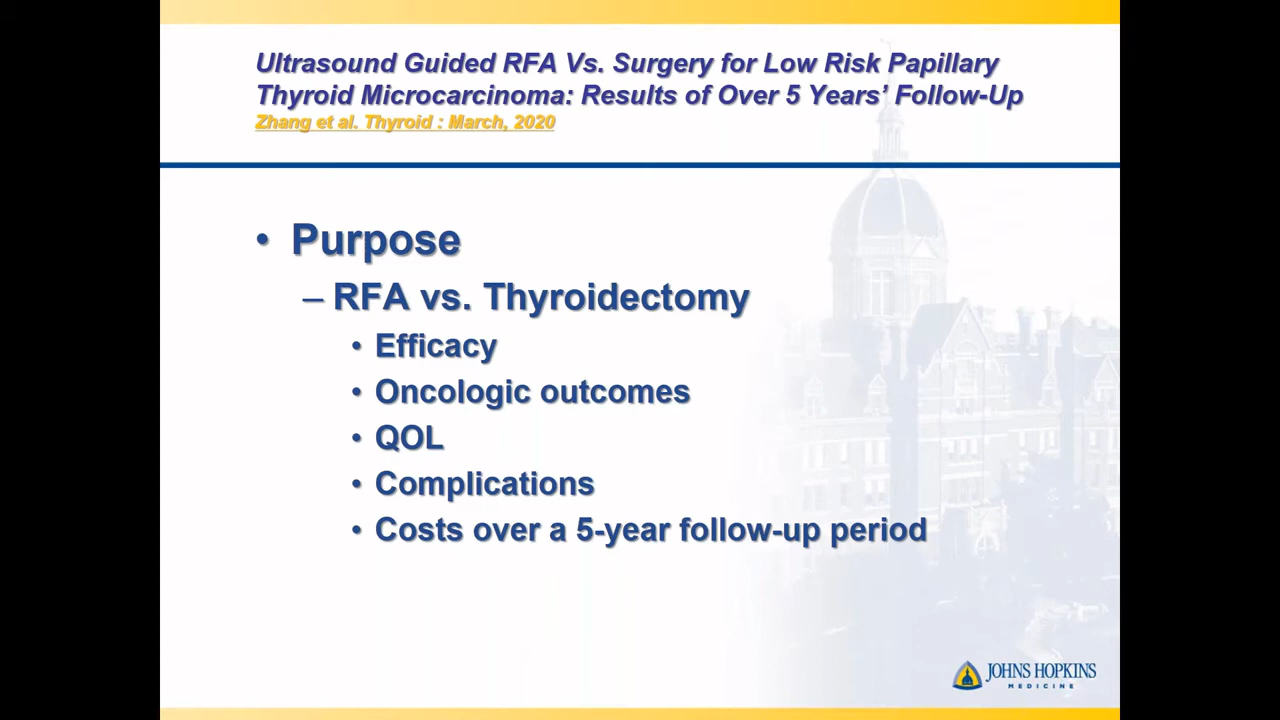 Ultrasound Guided RFA Vs. Surgery for Low Risk Papillary
Thyroid Microcarcinoma: Results of Over 5 Years’ Follow-Up
Zhang et al. Thyroid : March, 2020
• Purpose
– RFA vs. Thyroidectomy
• Efficacy
• Oncologic outcomes
• QOL
• Complications
• Costs over a 5-year follow-up period
JOHNS HOPKINS
MEDICINE